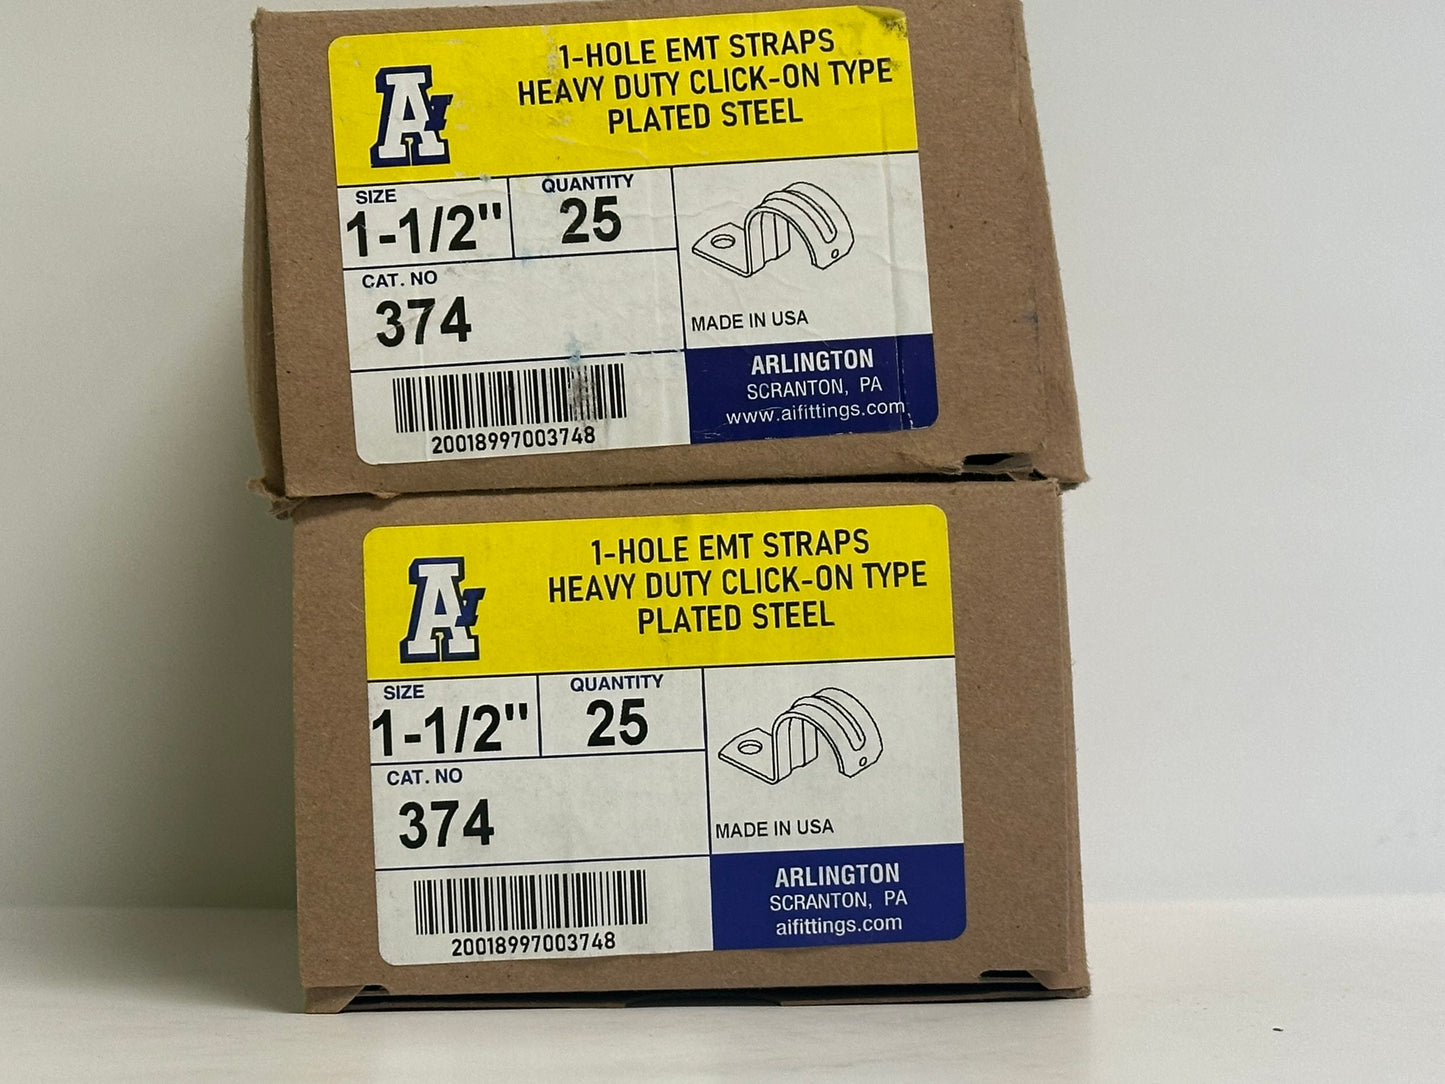 1-HOLE EMT STRAPS
HEAVY DUTY CLICK-ON TYPE
PLATED STEEL
AI
SIZE
1-1/2"
QUANTITY
25
CAT. NO
374
MADE IN USA
20018997003748
ARLINGTON
SCRANTON, PA
www.aifittings.com
1-HOLE EMT STRAPS
HEAVY DUTY CLICK-ON TYPE
PLATED STEEL
AI
SIZE
1-1/2"
QUANTITY
25
CAT. NO
374
MADE IN USA
20018997003748
ARLINGTON
SCRANTON, PA
aifittings.com